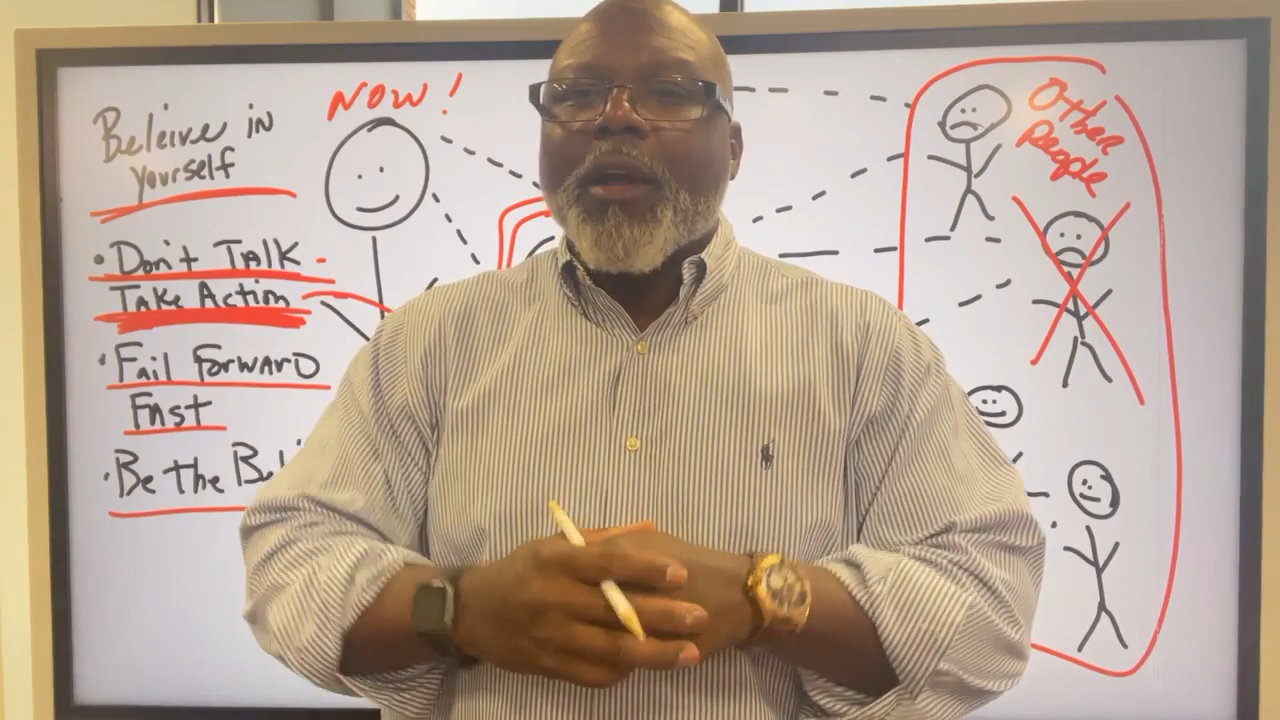 NOW!
Beleive in
yourself
• Don't TALK
TAKE Action
• Fail Forward
FAST
• Be the
Other
People